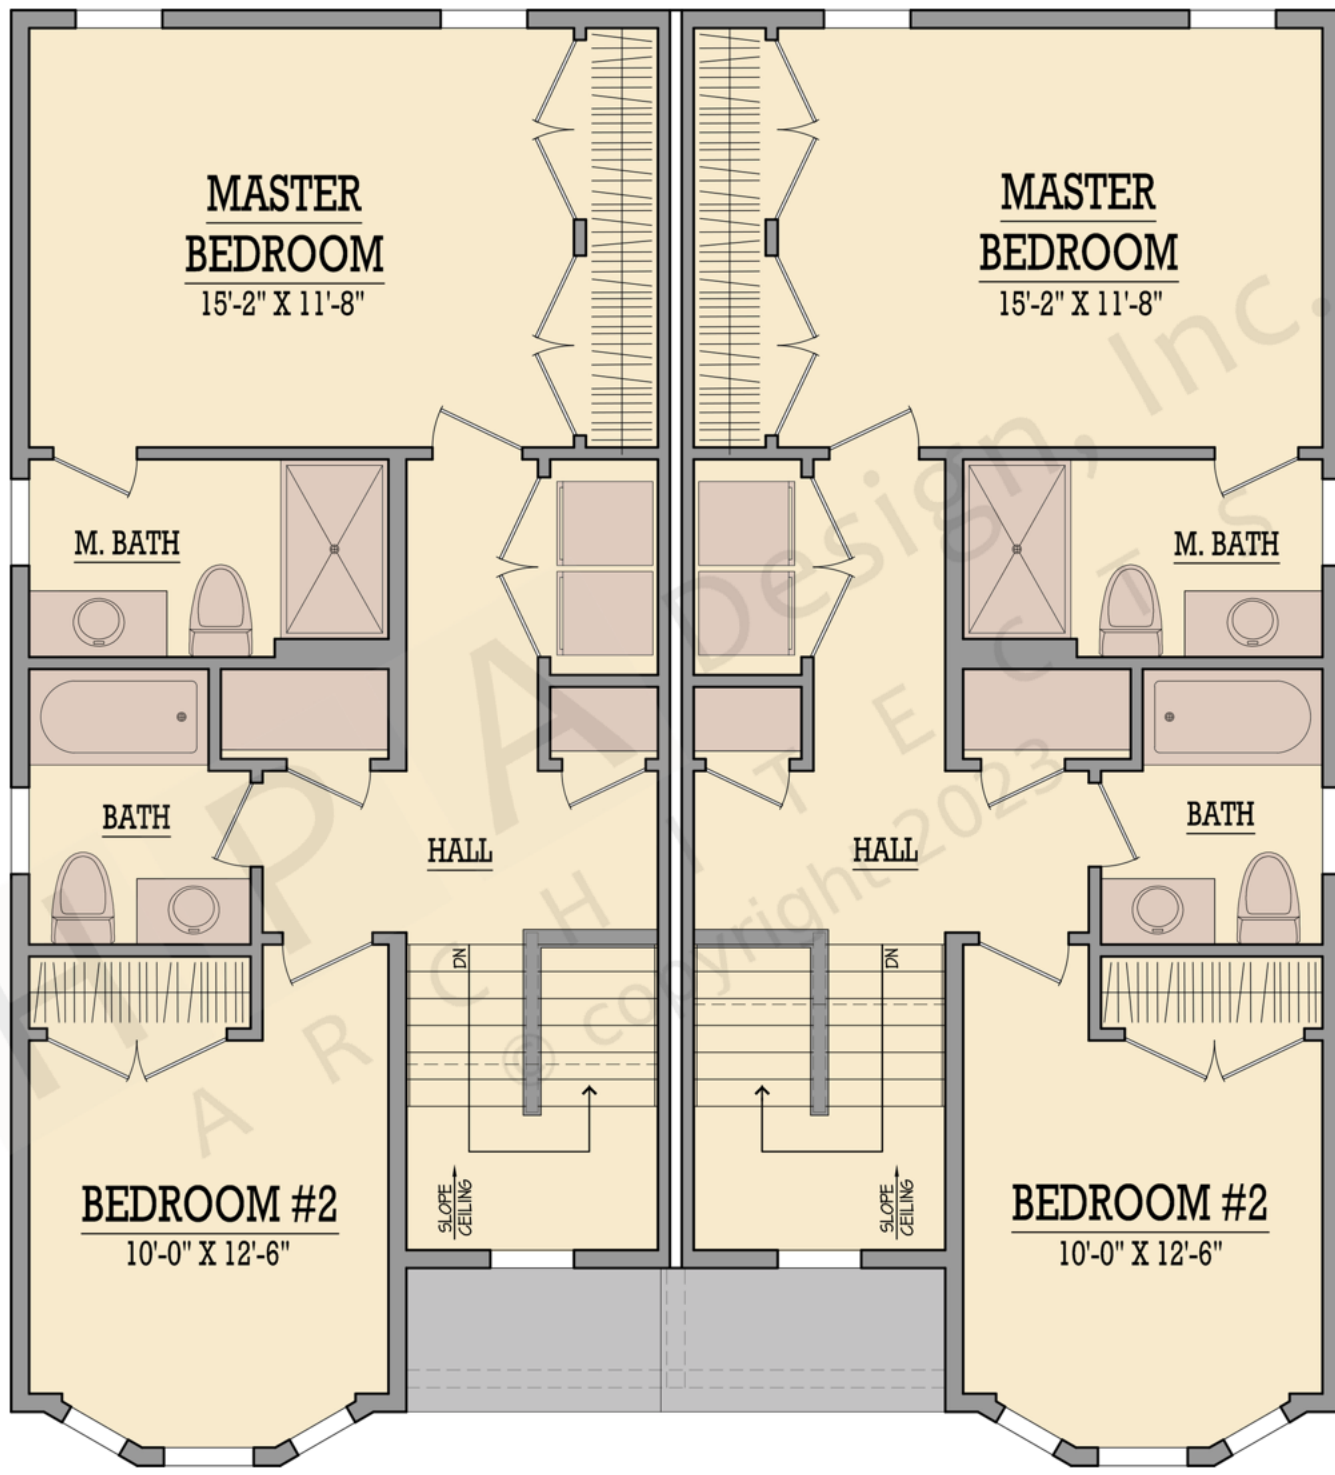 MASTER
BEDROOM
15'-2" X 11'-8"
MASTER
BEDROOM
15'-2" X 11'-8"
M. BATH
M. BATH
BATH
HALL
HALL
BATH
DN
DN
SLOPE
CEILING
SLOPE
CEILING
BEDROOM #2
10'-0" X 12'-6"
BEDROOM #2
10'-0" X 12'-6"
HPA Design, Inc.
ARCHITECTS
© copyright 2023